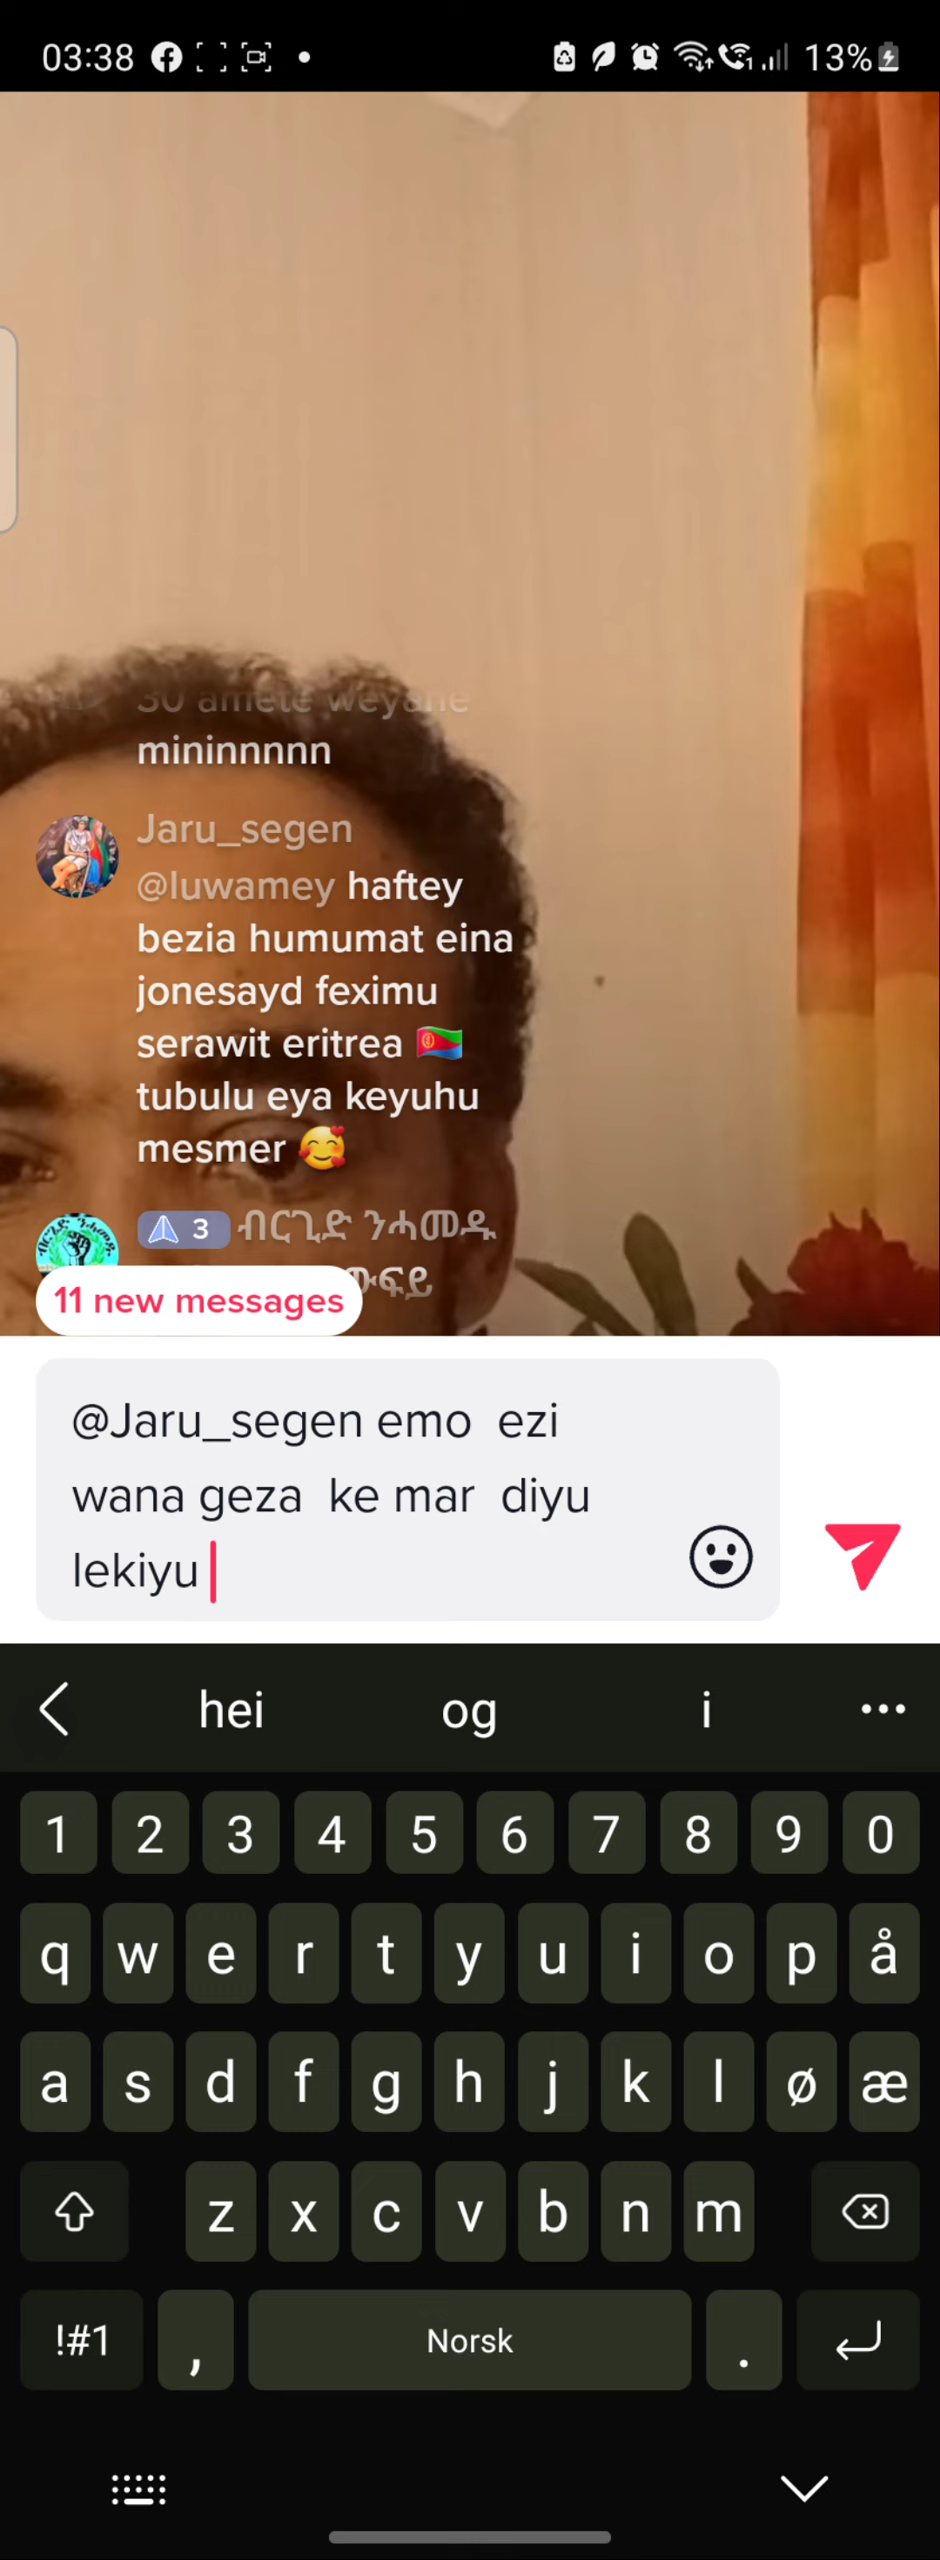 03:38
13%
30 amete weyane
mininnnnn
Jaru_segen
@luwamey haftey
bezia humumat eina
jonesayd feximu
serawit eritrea
tubulu eya keyuhu
mesmer
3 ብርጊድ ንሓመዱ
ውፍይ
11 new messages
@Jaru_segen emo ezi
wana geza ke mar diyu
lekiyu
hei og i
1 2 3 4 5 6 7 8 9 0
q w e r t y u i o p å
a s d f g h j k l ø æ
z x c v b n m
!#1 , Norsk .